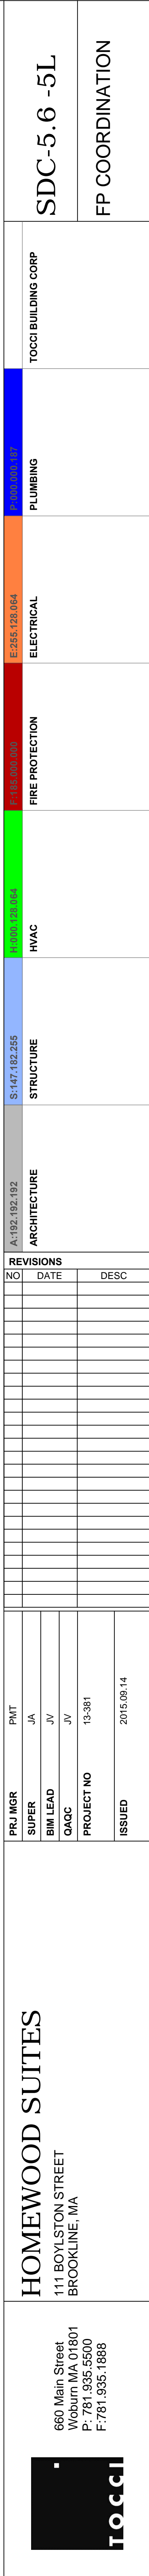 SDC-5.6 -5L
FP COORDINATION
TOCCI BUILDING CORP
P:000.000.187
PLUMBING
E:255.128.064
ELECTRICAL
F:185.000.000
FIRE PROTECTION
H:000.128.064
HVAC
S:147.182.255
STRUCTURE
A:192.192.192
ARCHITECTURE
REVISIONS
NO DATE DESC
PRJ MGR PMT
SUPER JA
BIM LEAD JV
QAQC JV
PROJECT NO 13-381
ISSUED 2015.09.14
HOMEWOOD SUITES
111 BOYLSTON STREET
BROOKLINE, MA
660 Main Street
Woburn MA 01801
P: 781.935.5500
F:781.935.1888
TOCCI